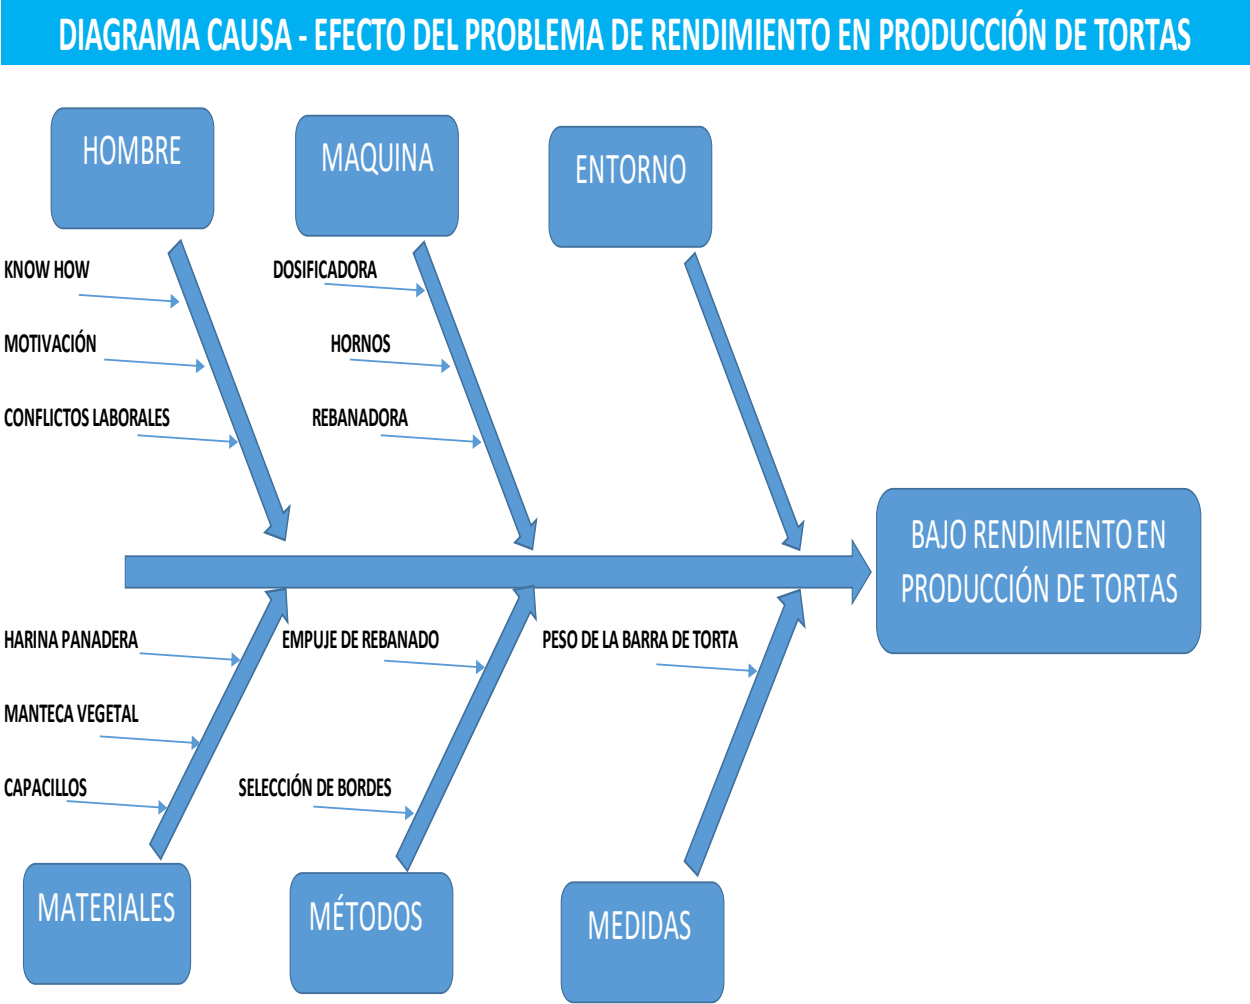 DIAGRAMA CAUSA - EFECTO DEL PROBLEMA DE RENDIMIENTO EN PRODUCCIÓN DE TORTAS
HOMBRE
MAQUINA
ENTORNO
KNOW HOW
DOSIFICADORA
MOTIVACIÓN
HORNOS
CONFLICTOS LABORALES
REBANADORA
BAJO RENDIMIENTO EN
PRODUCCIÓN DE TORTAS
HARINA PANADERA
EMPUJE DE REBANADO
PESO DE LA BARRA DE TORTA
MANTECA VEGETAL
CAPACILLOS
SELECCIÓN DE BORDES
MATERIALES
MÉTODOS
MEDIDAS